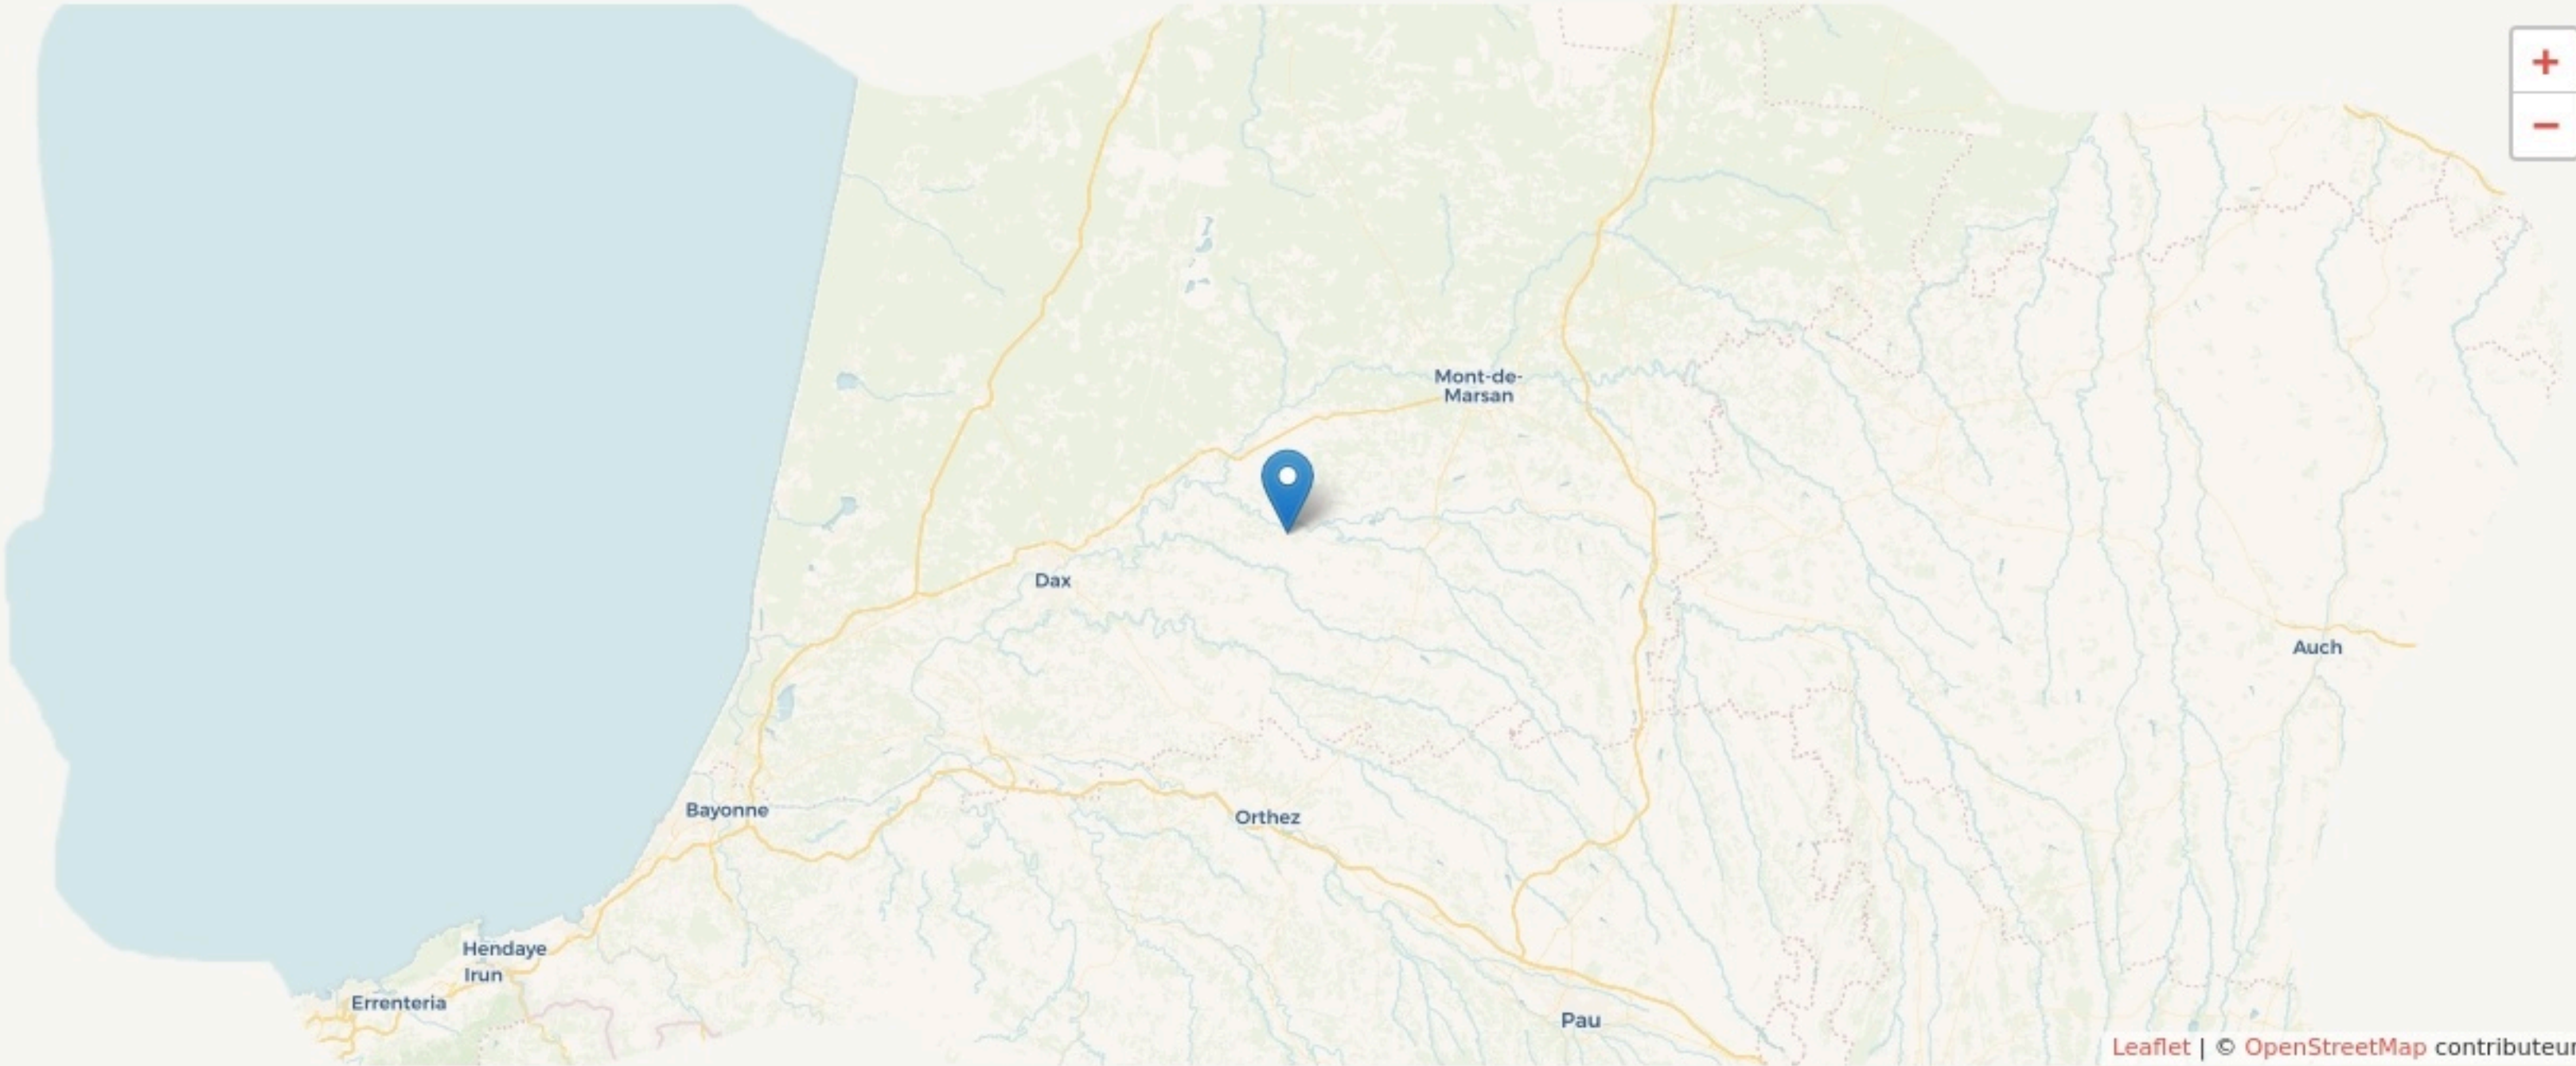 +
−
Mont-de-
Marsan
Dax
Auch
Bayonne
Orthez
Hendaye
Irun
Errenteria
Pau
Leaflet | © OpenStreetMap contributeur